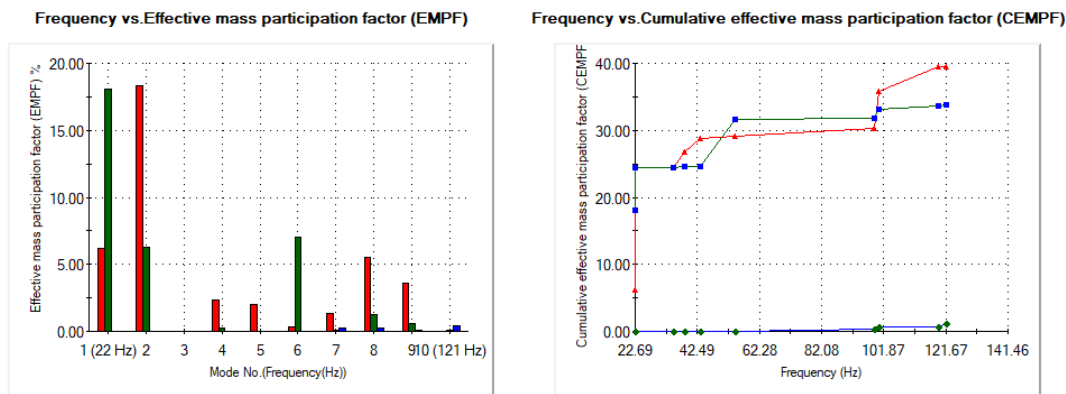 Frequency vs.Effective mass participation factor (EMPF)
Effective mass participation factor (EMPF) %
20.00
15.00
10.00
5.00
0.00
1 (22 Hz) 2 3 4 5 6 7 8 910 (121 Hz)
Mode No.(Frequency(Hz))
Frequency vs.Cumulative effective mass participation factor (CEMPF)
Cumulative effective mass participation factor (CEMPF)
40.00
30.00
20.00
10.00
0.00
22.69 42.49 62.28 82.08 101.87 121.67 141.46
Frequency (Hz)